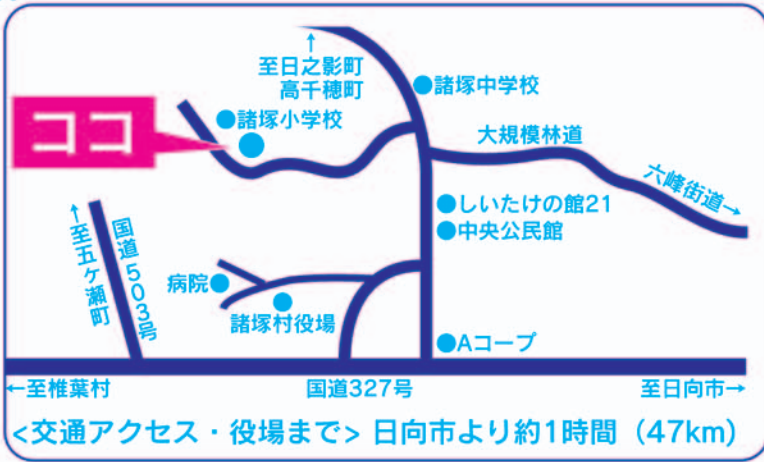 ↑
至日之影町
高千穂町
●諸塚中学校
ココ
●諸塚小学校
大規模林道
六峰街道→
●しいたけの館21
●中央公民館
←至五ヶ瀬町
国道503号
病院●
諸塚村役場
●Aコープ
←至椎葉村
国道327号
至日向市→
<交通アクセス・役場まで> 日向市より約1時間（47km）